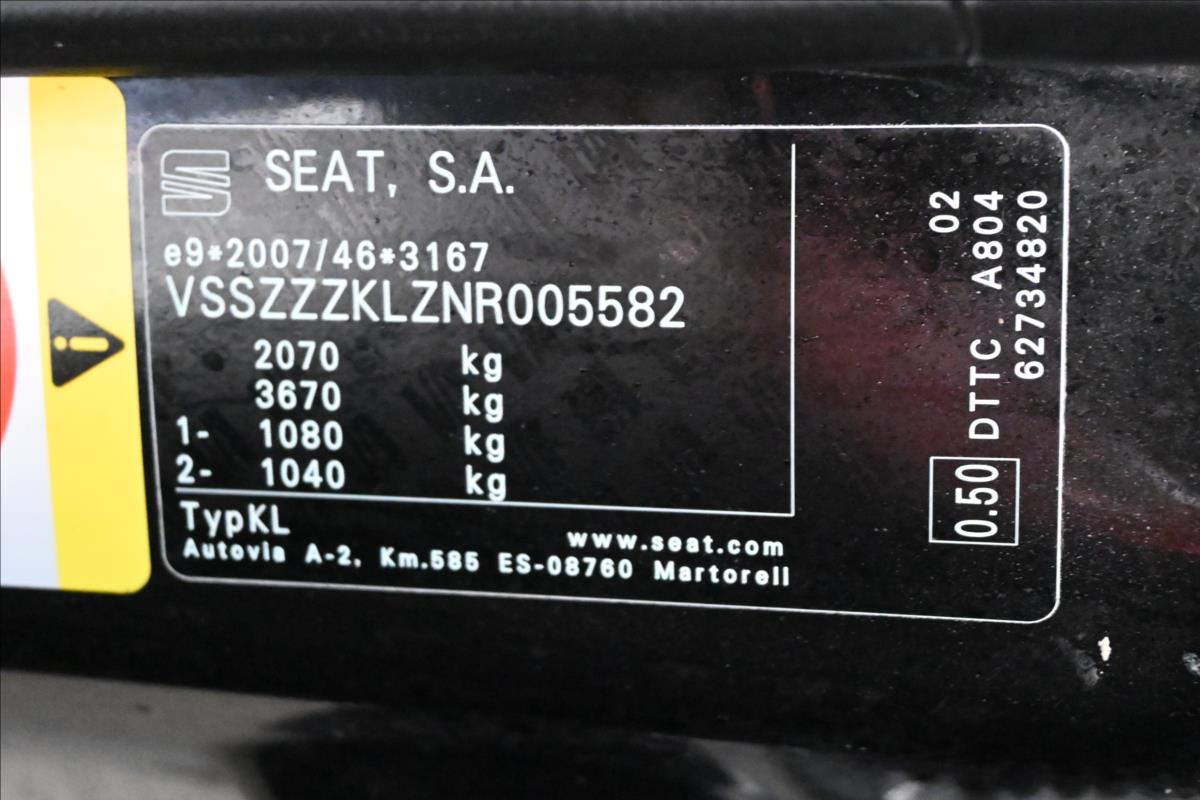 SEAT, S.A.
e9*2007/46*3167
VSSZZZKLZNR005582
2070 kg
3670 kg
1- 1080 kg
2- 1040 kg
TypKL
www.seat.com
Autovia A-2, Km.585 ES-08760 Martorell
02
0.50 DTTC A804
62734820